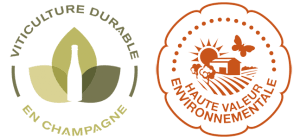 VITICULTURE DURABLE
EN CHAMPAGNE
HAUTE VALEUR
ENVIRONNEMENTALE